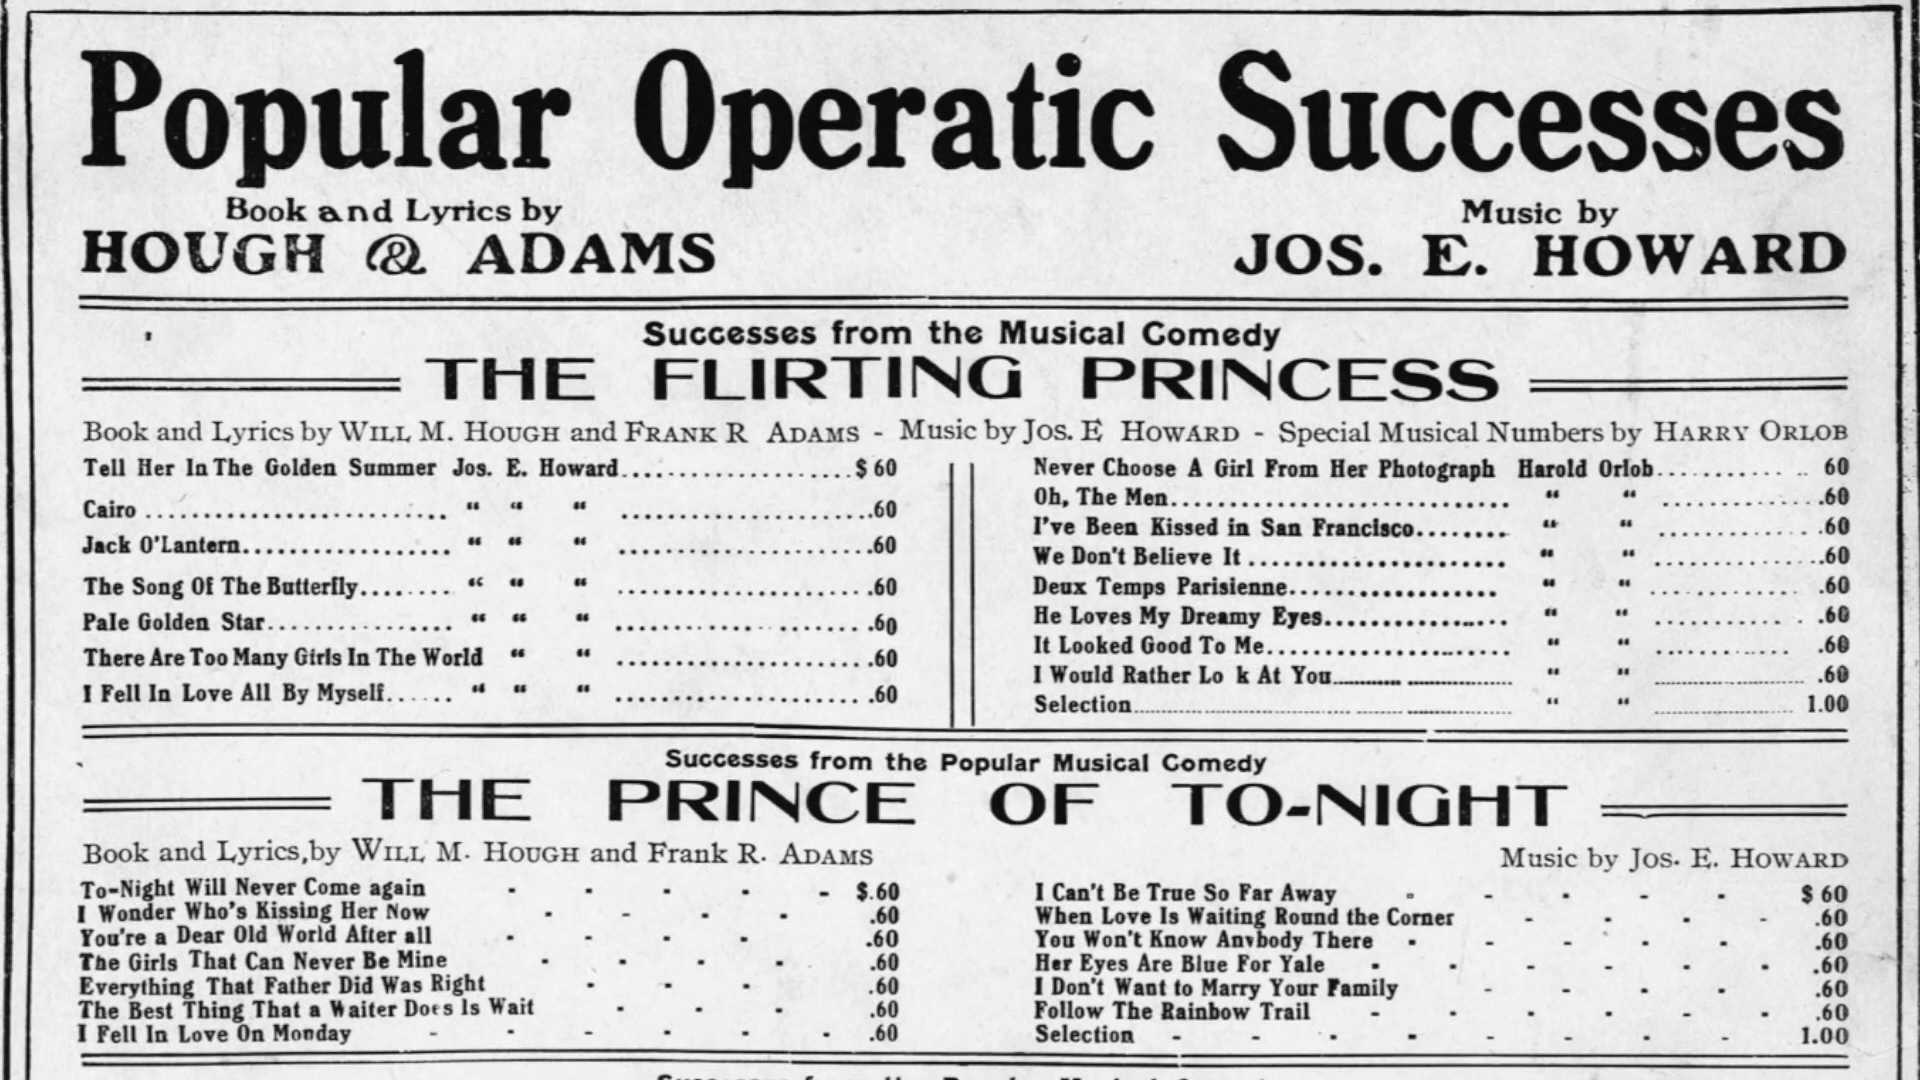 Popular Operatic Successes
Book and Lyrics by
HOUGH & ADAMS
Music by
JOS. E. HOWARD
Successes from the Musical Comedy
THE FLIRTING PRINCESS
Book and Lyrics by WILL M. HOUGH and FRANK R ADAMS - Music by JOS. E HOWARD - Special Musical Numbers by HARRY ORLOB
Tell Her In The Golden Summer Jos. E. Howard....................$ 60
Cairo ........................... “ “ “ ......................60
Jack O'Lantern.................. “ “ “ ......................60
The Song Of The Butterfly........ “ “ “ ......................60
Pale Golden Star................ “ “ “ ......................60
There Are Too Many Girls In The World “ “ ......................60
I Fell In Love All By Myself...... “ “ “ ......................60
Never Choose A Girl From Her Photograph Harold Orlob............. 60
Oh, The Men.............................. “ “ ...............60
I've Been Kissed in San Francisco........ “ “ ...............60
We Don't Believe It ....................... “ “ ...............60
Deux Temps Parisienne.................. “ “ ...............60
He Loves My Dreamy Eyes................ “ “ ...............60
It Looked Good To Me..................... “ “ ...............60
I Would Rather Lo k At You............... “ “ ...............60
Selection................................. “ “ ............... 1.00
Successes from the Popular Musical Comedy
THE PRINCE OF TO-NIGHT
Book and Lyrics,by WILL M. HOUGH and Frank R. ADAMS
Music by JOS. E. HOWARD
To-Night Will Never Come again - - - - - $.60
I Wonder Who's Kissing Her Now - - - - .60
You're a Dear Old World After all - - - - .60
The Girls That Can Never Be Mine - - - - .60
Everything That Father Did Was Right - - - .60
The Best Thing That a Waiter Does Is Wait - - - .60
I Fell In Love On Monday - - - - - - .60
I Can't Be True So Far Away - - - - - $ 60
When Love Is Waiting Round the Corner - - - - .60
You Won't Know Anybody There - - - - - .60
Her Eyes Are Blue For Yale - - - - - - .60
I Don't Want to Marry Your Family - - - - .60
Follow The Rainbow Trail - - - - - - .60
Selection - - - - - - - - 1.00